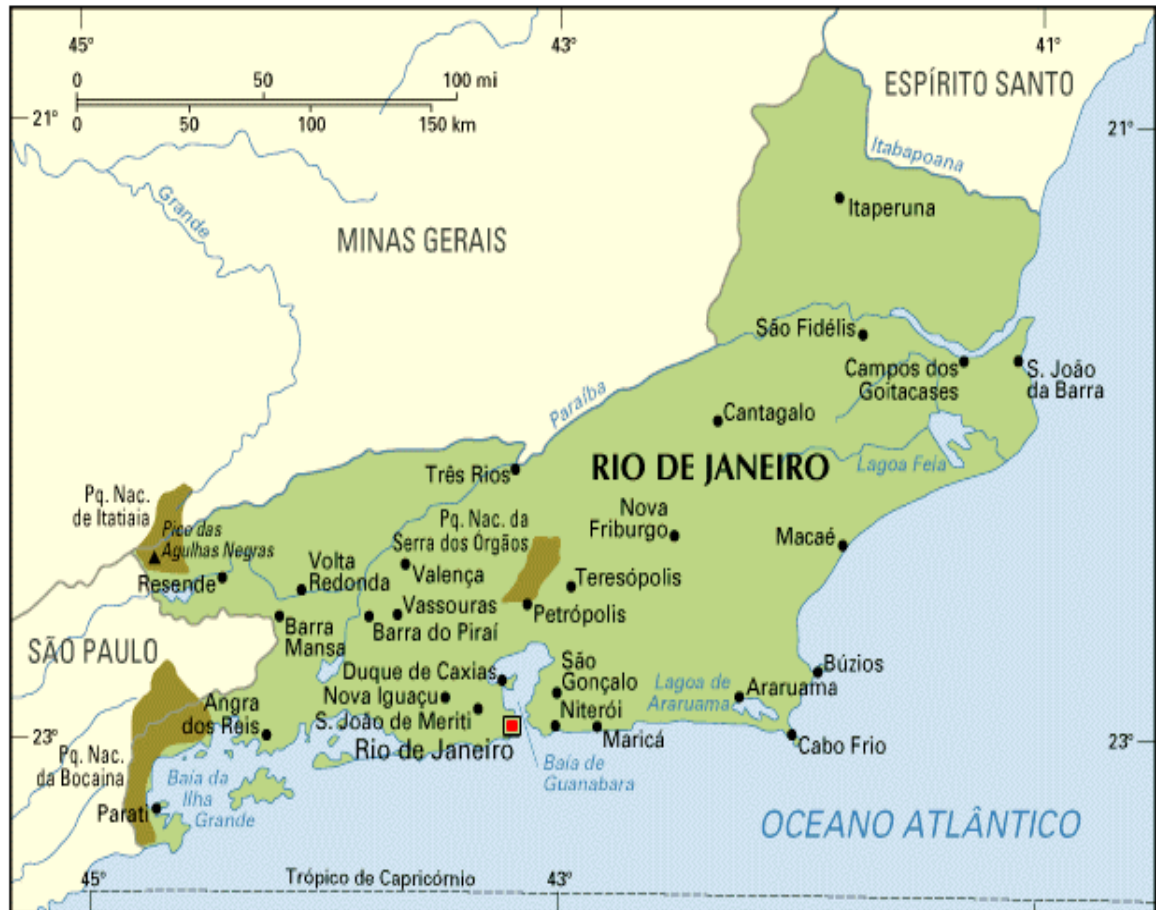 45°
43°
41°
0
50
100 mi
0
50
100
150 km
ESPÍRITO SANTO
21°
21°
Itabapoana
Grande
Itaperuna
MINAS GERAIS
São Fidélis
Campos dos
Goitacases
S. João
da Barra
Paraíba
Cantagalo
RIO DE JANEIRO
Lagoa Feia
Três Rios
Pq. Nac.
de Itatiaia
Pico das
Agulhas Negras
Nova
Friburgo
Pq. Nac. da
Serra dos Órgãos
Macaé
Volta
Redonda
Valença
Resende
Teresópolis
Vassouras
Petrópolis
Barra
Mansa
Barra do Piraí
SÃO PAULO
Duque de Caxias
São
Gonçalo
Búzios
Lagoa de
Araruama
Araruama
Nova Iguaçu
Angra
dos Reis
S. João de Meriti
Niterói
Maricá
Rio de Janeiro
Cabo Frio
23°
23°
Pq. Nac.
da Bocaina
Baía de
Guanabara
Baía da
Ilha
Grande
Parati
OCEANO ATLÂNTICO
Trópico de Capricórnio
45°
43°